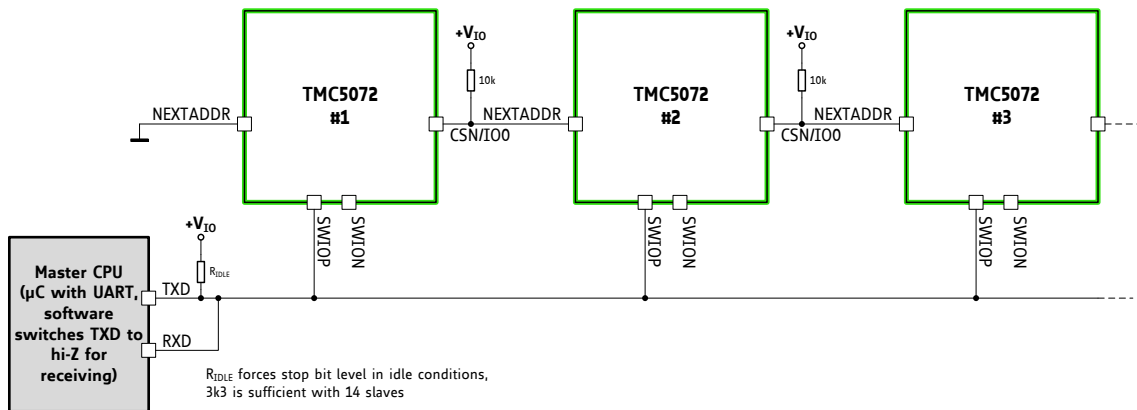 +VIO
+VIO
10k
10k
TMC5072
#1
TMC5072
#2
TMC5072
#3
NEXTADDR
CSN/IO0
NEXTADDR
CSN/IO0
NEXTADDR
SWIOP
SWION
SWIOP
SWION
SWIOP
SWION
+VIO
RIDLE
Master CPU
(µC with UART,
software
switches TXD to
hi-Z for
receiving)
TXD
RXD
RIDLE forces stop bit level in idle conditions,
3k3 is sufficient with 14 slaves